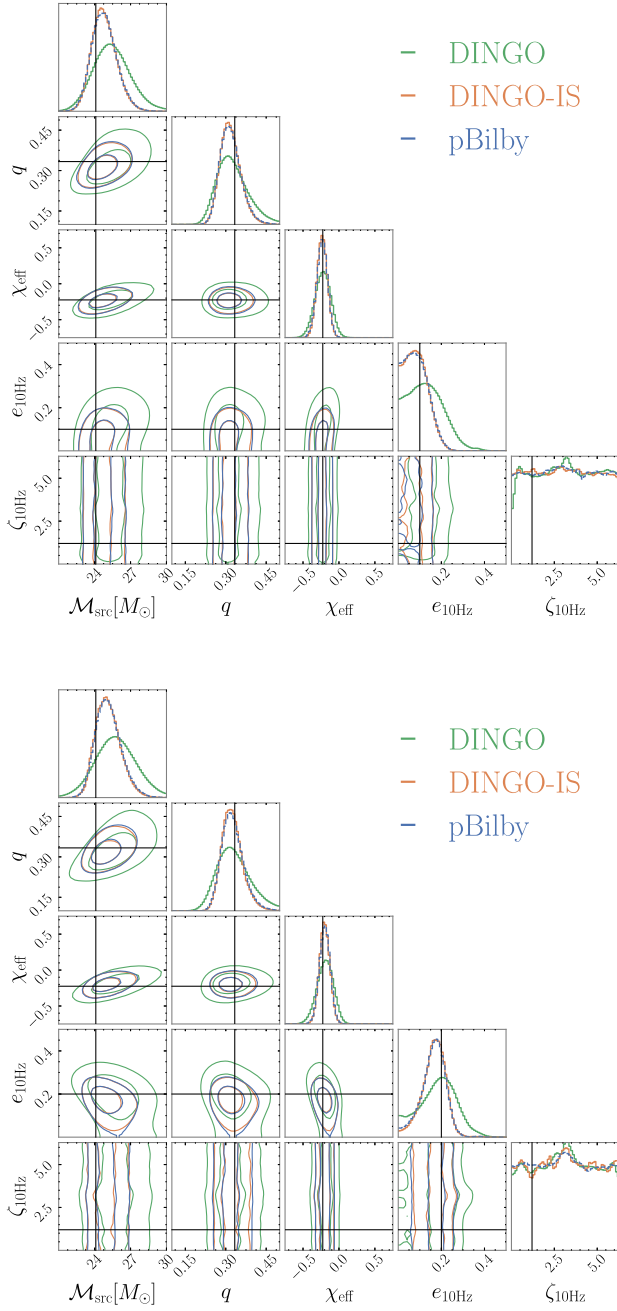 DINGO
DINGO-IS
pBilby
0.45
0.30
0.15
q
0.5
0.0
−0.5
χeff
0.4
0.2
e10Hz
5.0
2.5
ζ10Hz
24 27 30 0.15 0.30 0.45 −0.5 0.0 0.5 0.2 0.4 2.5 5.0
ℳsrc[M⊙] q χeff e10Hz ζ10Hz
DINGO
DINGO-IS
pBilby
0.45
0.30
0.15
q
0.5
0.0
−0.5
χeff
0.4
0.2
e10Hz
5.0
2.5
ζ10Hz
24 27 30 0.15 0.30 0.45 −0.5 0.0 0.5 0.2 0.4 2.5 5.0
ℳsrc[M⊙] q χeff e10Hz ζ10Hz